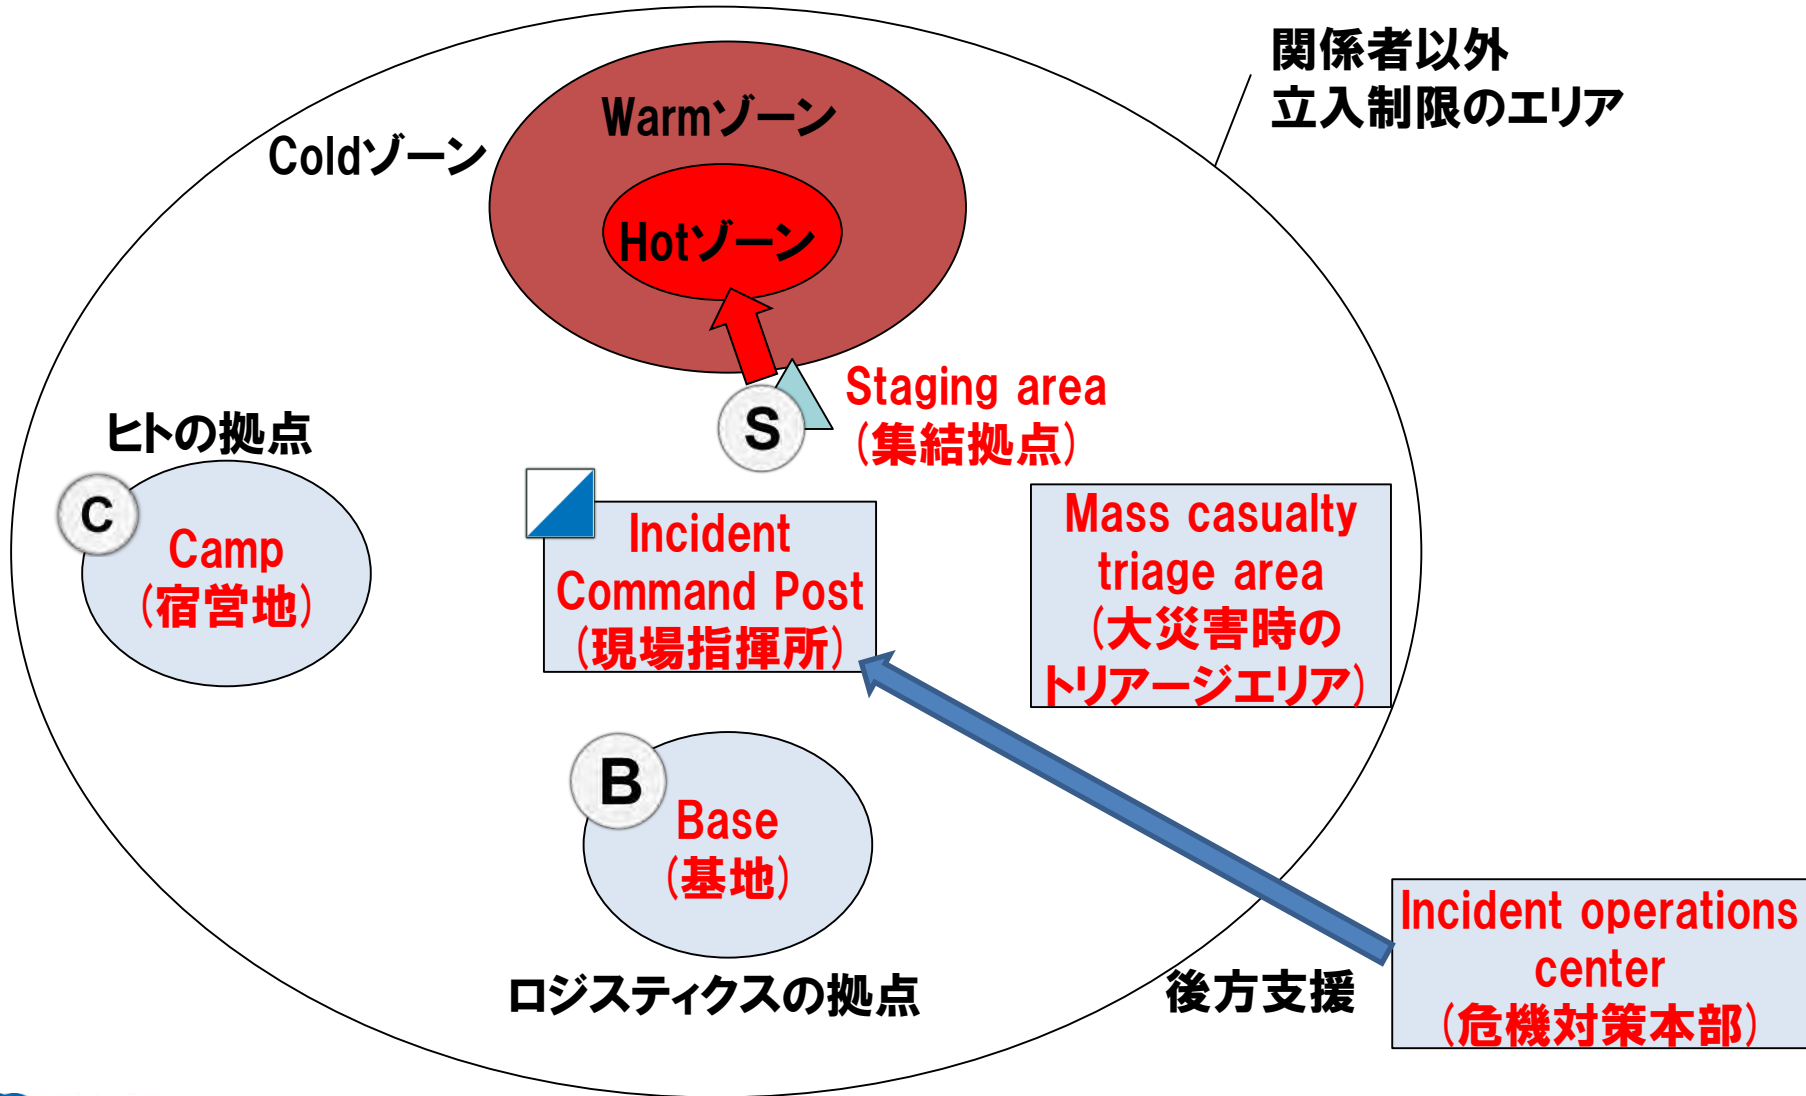 関係者以外
立入制限のエリア
Warmゾーン
Coldゾーン
Hotゾーン
S
Staging area
(集結拠点)
ヒトの拠点
C
Camp
(宿営地)
Incident
Command Post
(現場指揮所)
Mass casualty
triage area
(大災害時の
トリアージエリア)
B
Base
(基地)
ロジスティクスの拠点
後方支援
Incident operations
center
(危機対策本部)